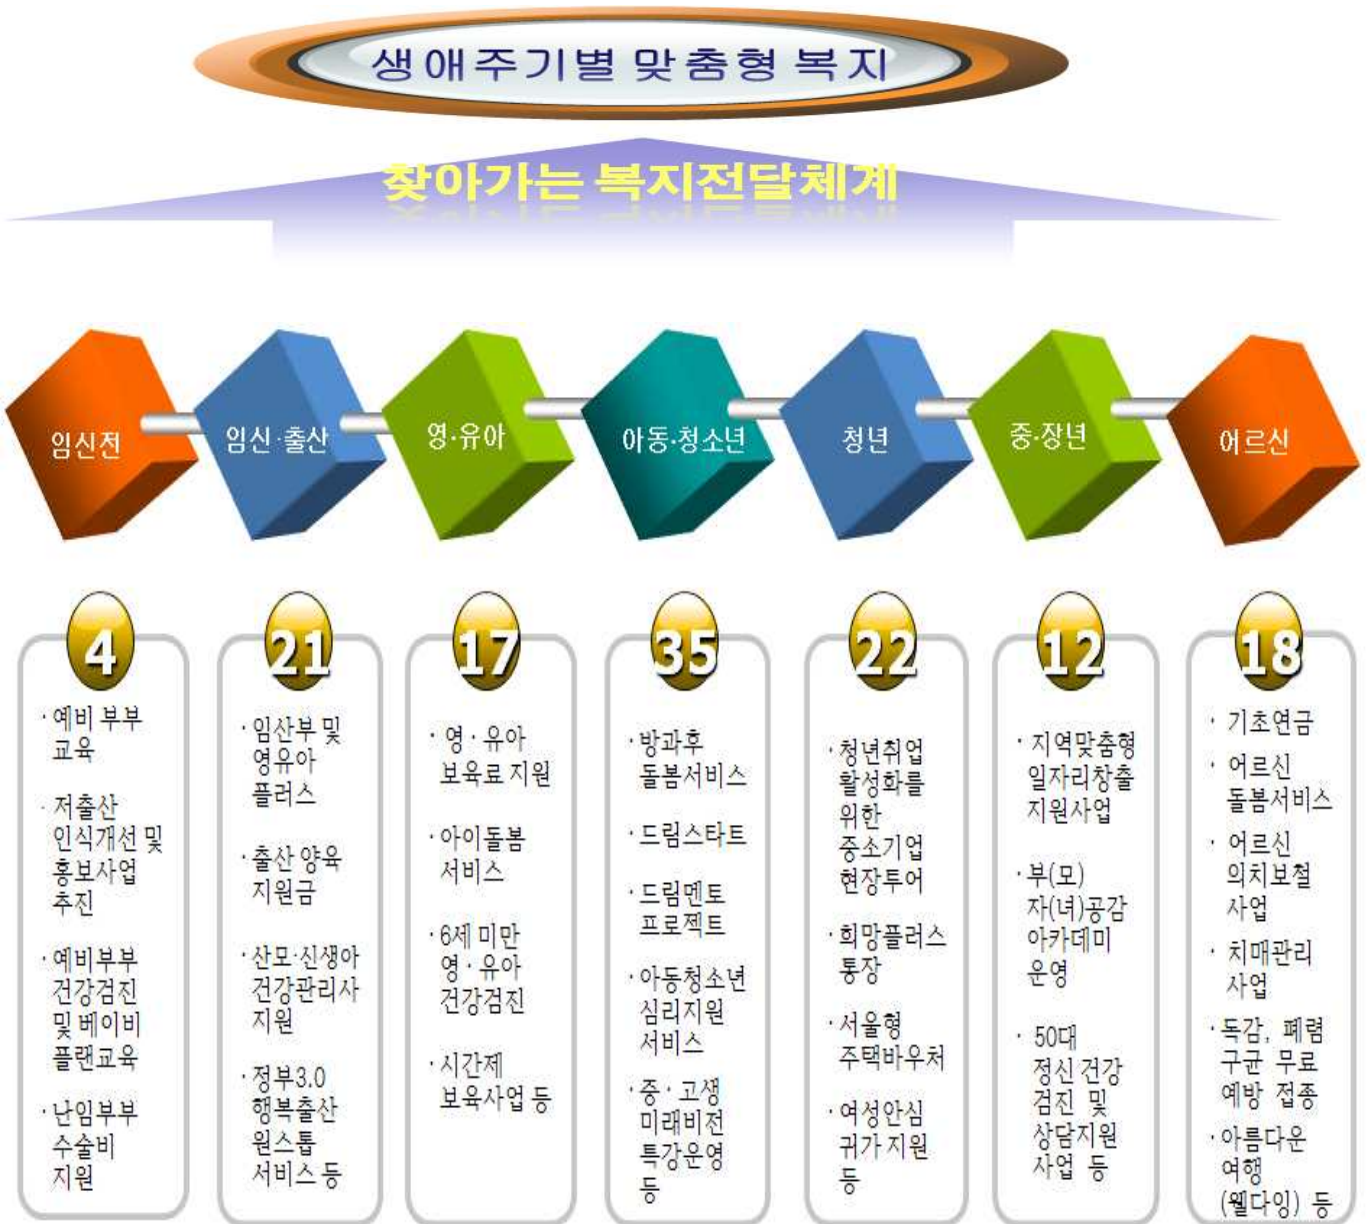 생애주기별 맞춤형 복지
찾아가는 복지전달체계
임신전
임신·출산
영·유아
아동·청소년
청년
중·장년
어르신
4
· 예비 부부
교육
· 저출산
인식개선 및
홍보사업
추진
· 예비부부
건강검진
및 베이비
플랜교육
· 난임부부
수술비
지원
21
· 임산부 및
영유아
플러스
· 출산 양육
지원금
· 산모·신생아
건강관리사
지원
· 정부3.0
행복출산
원스톱
서비스 등
17
· 영·유아
보육료 지원
· 아이돌봄
서비스
· 6세 미만
영·유아
건강검진
· 시간제
보육사업 등
35
· 방과후
돌봄서비스
· 드림스타트
· 드림멘토
프로젝트
· 아동청소년
심리지원
서비스
· 중·고생
미래비전
특강운영
등
22
· 청년취업
활성화를
위한
중소기업
현장투어
· 희망플러스
통장
· 서울형
주택바우처
· 여성안심
귀가 지원
등
12
· 지역맞춤형
일자리창출
지원사업
· 부(모)
자(녀)공감
아카데미
운영
· 50대
정신 건강
검진 및
상담지원
사업 등
18
· 기초연금
· 어르신
돌봄서비스
· 어르신
의치보철
사업
· 치매관리
사업
· 독감, 폐렴
구균 무료
예방 접종
· 아름다운
여행
(웰다잉) 등